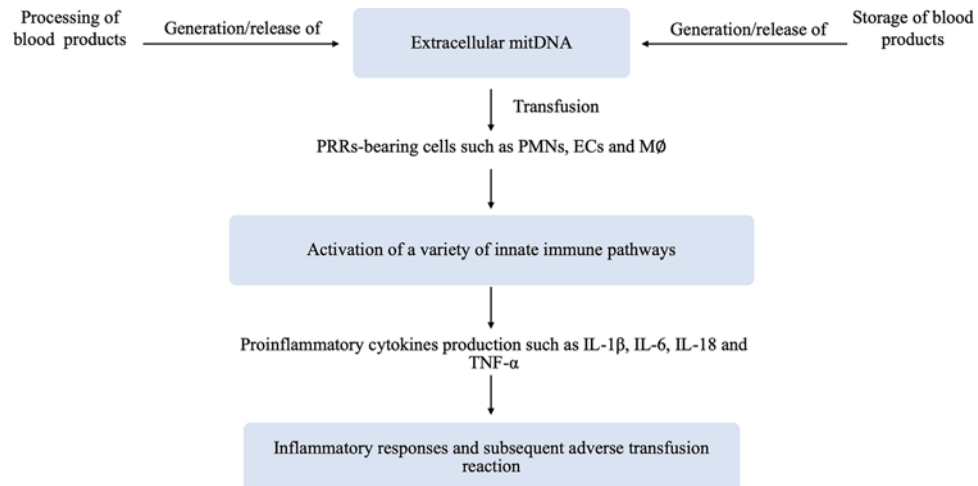 Processing of
blood products
Generation/release of
Extracellular mitDNA
Generation/release of
Storage of blood
products
Transfusion
PRRs-bearing cells such as PMNs, ECs and MØ
Activation of a variety of innate immune pathways
Proinflammatory cytokines production such as IL-1β, IL-6, IL-18 and
TNF-α
Inflammatory responses and subsequent adverse transfusion
reaction